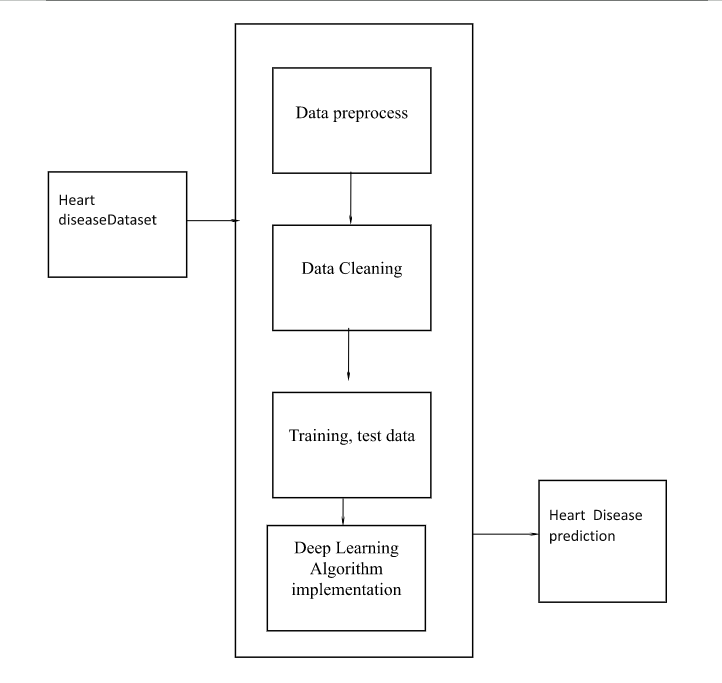 Data preprocess
Heart
diseaseDataset
Data Cleaning
Training, test data
Heart Disease
prediction
Deep Learning
Algorithm
implementation